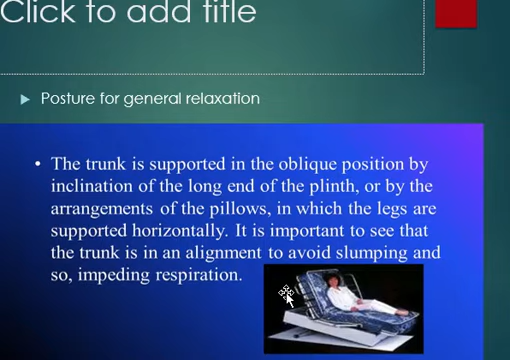 Click to add title
Posture for general relaxation
• The trunk is supported in the oblique position by
inclination of the long end of the plinth, or by the
arrangements of the pillows, in which the legs are
supported horizontally. It is important to see that
the trunk is in an alignment to avoid slumping and
so, impeding respiration.